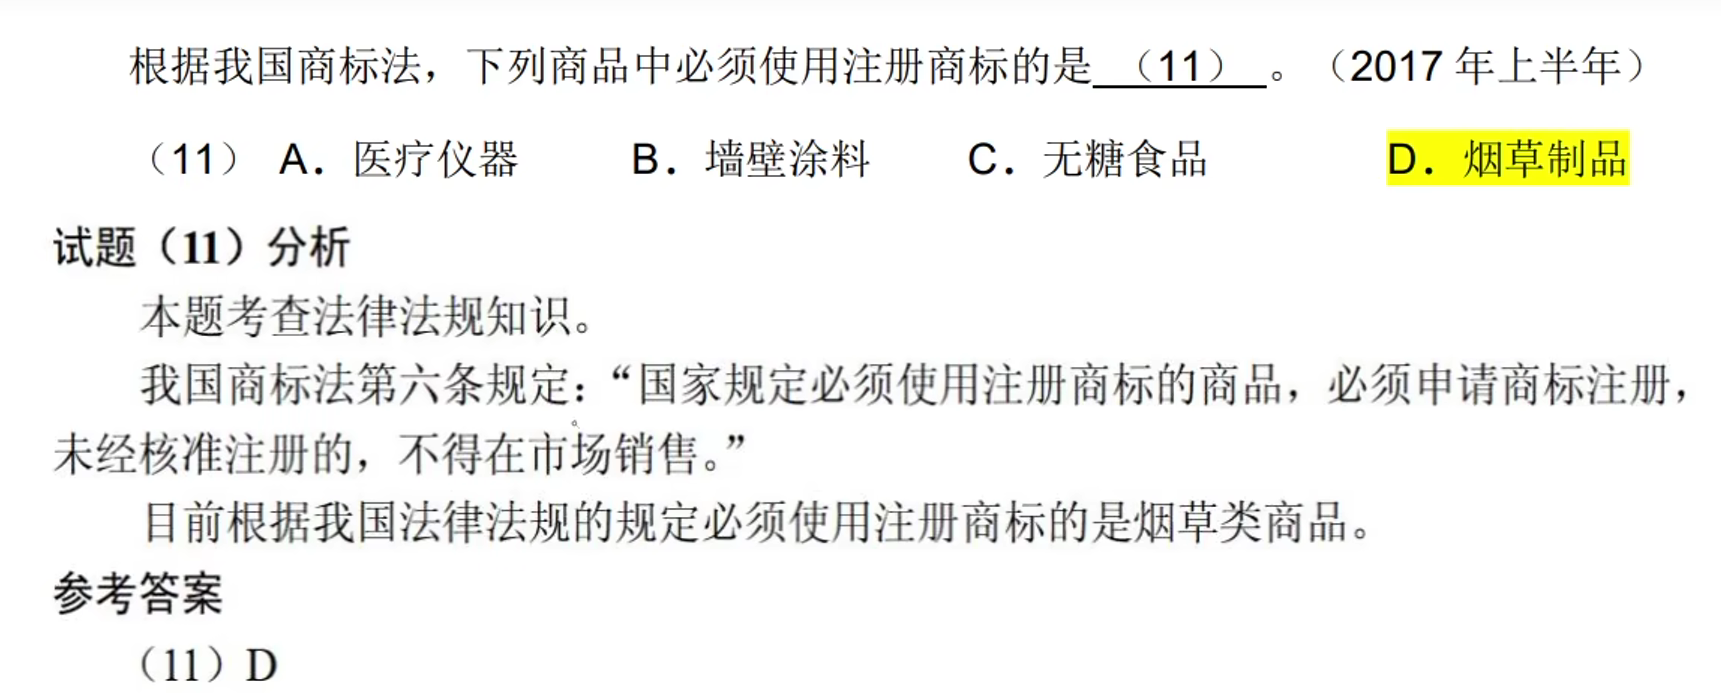 根据我国商标法，下列商品中必须使用注册商标的是 （11） 。（2017 年上半年）
（11） A．医疗仪器 B．墙壁涂料 C．无糖食品 D．烟草制品
试题（11）分析
本题考查法律法规知识。
我国商标法第六条规定：“国家规定必须使用注册商标的商品，必须申请商标注册，
未经核准注册的，不得在市场销售。”
目前根据我国法律法规的规定必须使用注册商标的是烟草类商品。
参考答案
（11）D